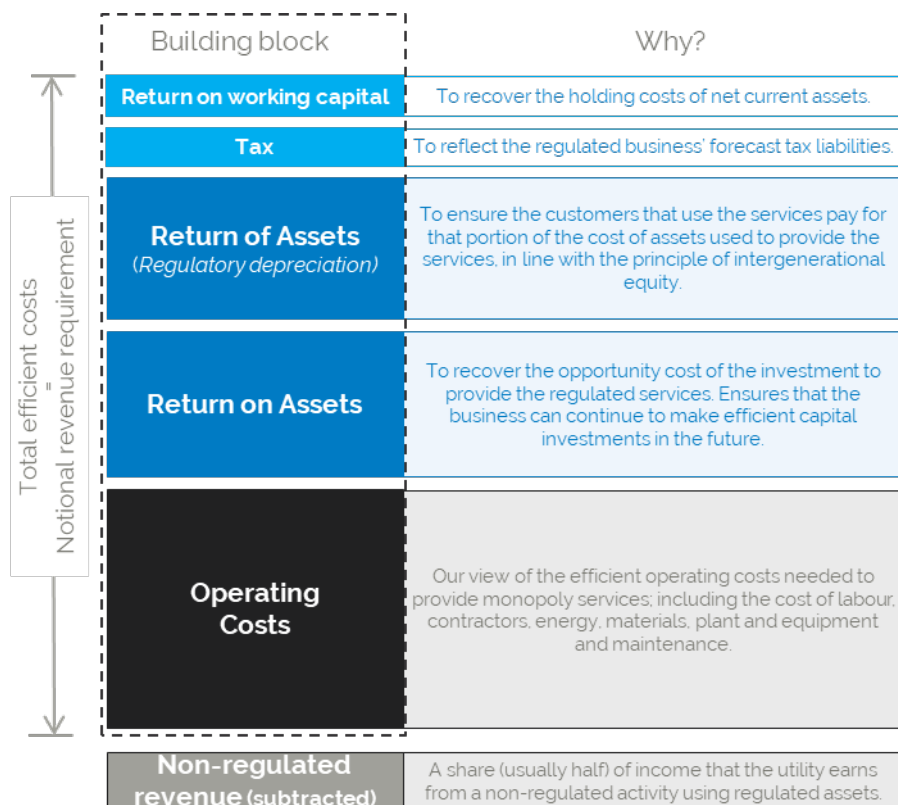 Building block
Why?
Total efficient costs
=
Notional revenue requirement
Return on working capital
To recover the holding costs of net current assets.
Tax
To reflect the regulated business' forecast tax liabilities.
Return of Assets
(Regulatory depreciation)
To ensure the customers that use the services pay for
that portion of the cost of assets used to provide the
services, in line with the principle of intergenerational
equity.
Return on Assets
To recover the opportunity cost of the investment to
provide the regulated services. Ensures that the
business can continue to make efficient capital
investments in the future.
Operating
Costs
Our view of the efficient operating costs needed to
provide monopoly services; including the cost of labour,
contractors, energy, materials, plant and equipment
and maintenance.
Non-regulated
revenue (subtracted)
A share (usually half) of income that the utility earns
from a non-regulated activity using regulated assets.